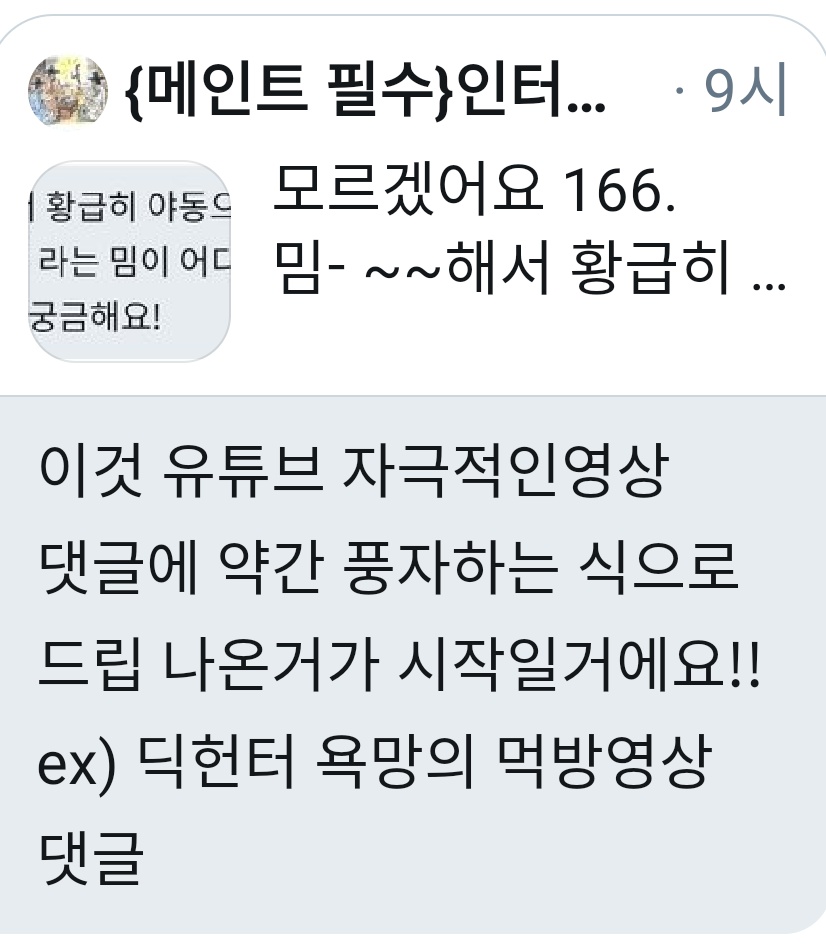 {메인트 필수}인터... · 9시
모르겠어요 166.
밈- ~~해서 황급히 ...
황급히 야동으
라는 밈이 어디
궁금해요!
이것 유튜브 자극적인영상
댓글에 약간 풍자하는 식으로
드립 나온거가 시작일거에요!!
ex) 딕헌터 욕망의 먹방영상
댓글